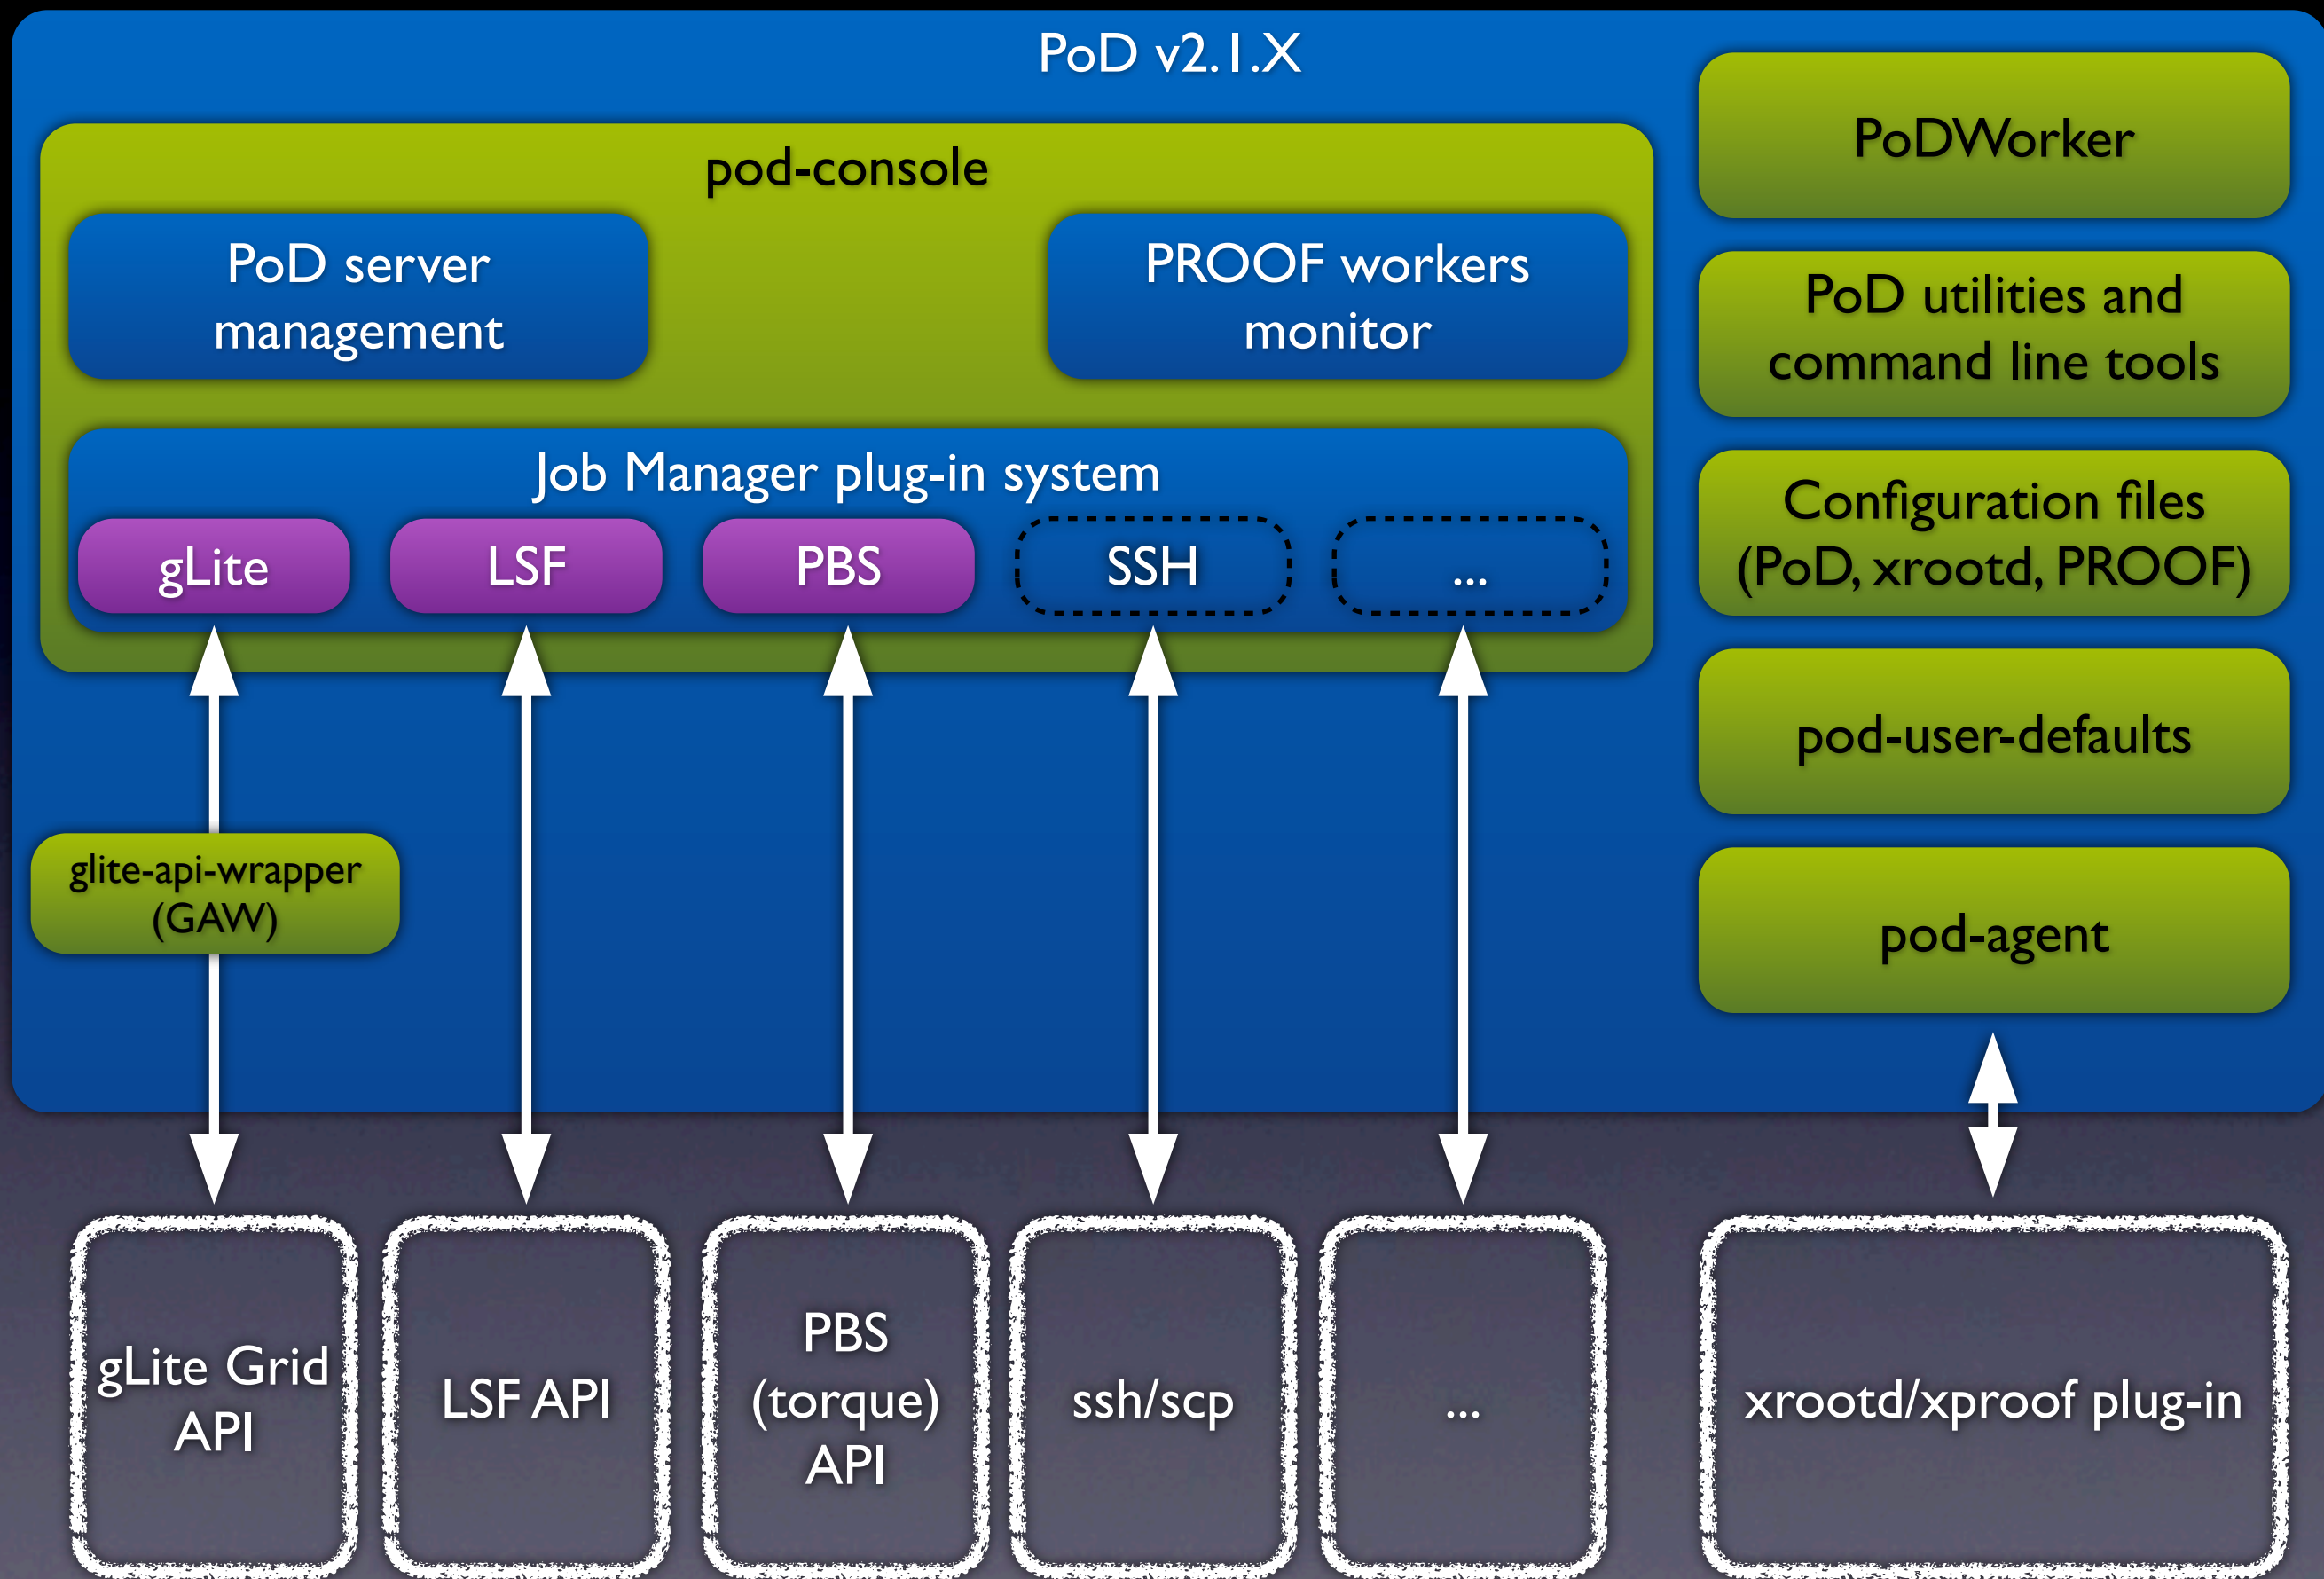 PoD v2.1.X
pod-console
PoD server
management
PROOF workers
monitor
Job Manager plug-in system
gLite
LSF
PBS
SSH
...
glite-api-wrapper
(GAW)
PoDWorker
PoD utilities and
command line tools
Configuration files
(PoD, xrootd, PROOF)
pod-user-defaults
pod-agent
gLite Grid
API
LSF API
PBS
(torque)
API
ssh/scp
...
xrootd/xproof plug-in